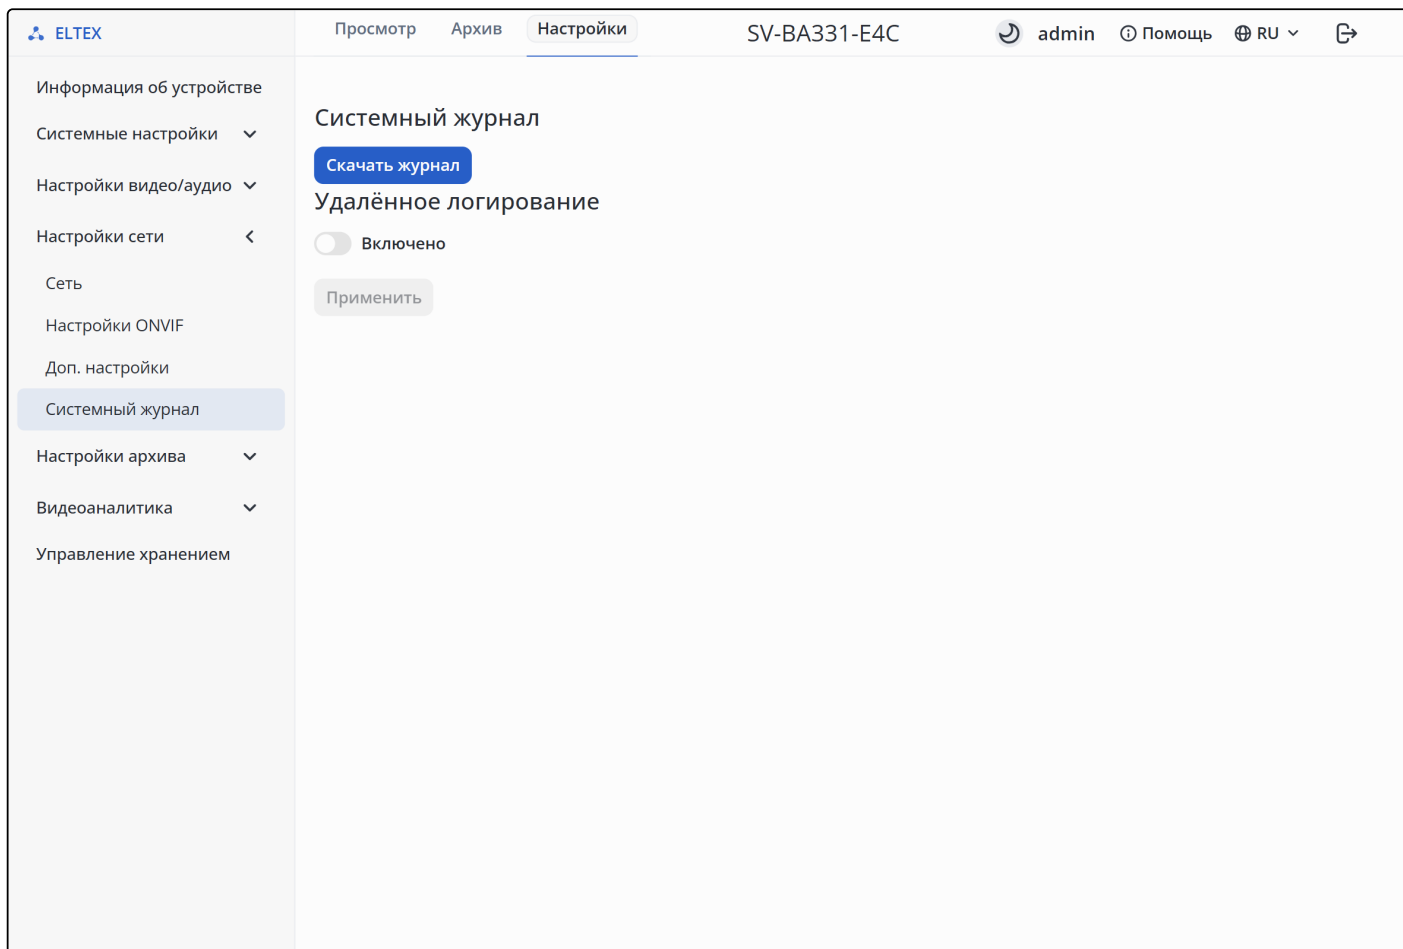 ELTEX
Просмотр
Архив
Настройки
SV-BA331-E4C
admin
Помощь
RU
Информация об устройстве
Системные настройки
Настройки видео/аудио
Настройки сети
Сеть
Настройки ONVIF
Доп. настройки
Системный журнал
Настройки архива
Видеоаналитика
Управление хранением
Системный журнал
Скачать журнал
Удалённое логирование
Включено
Применить